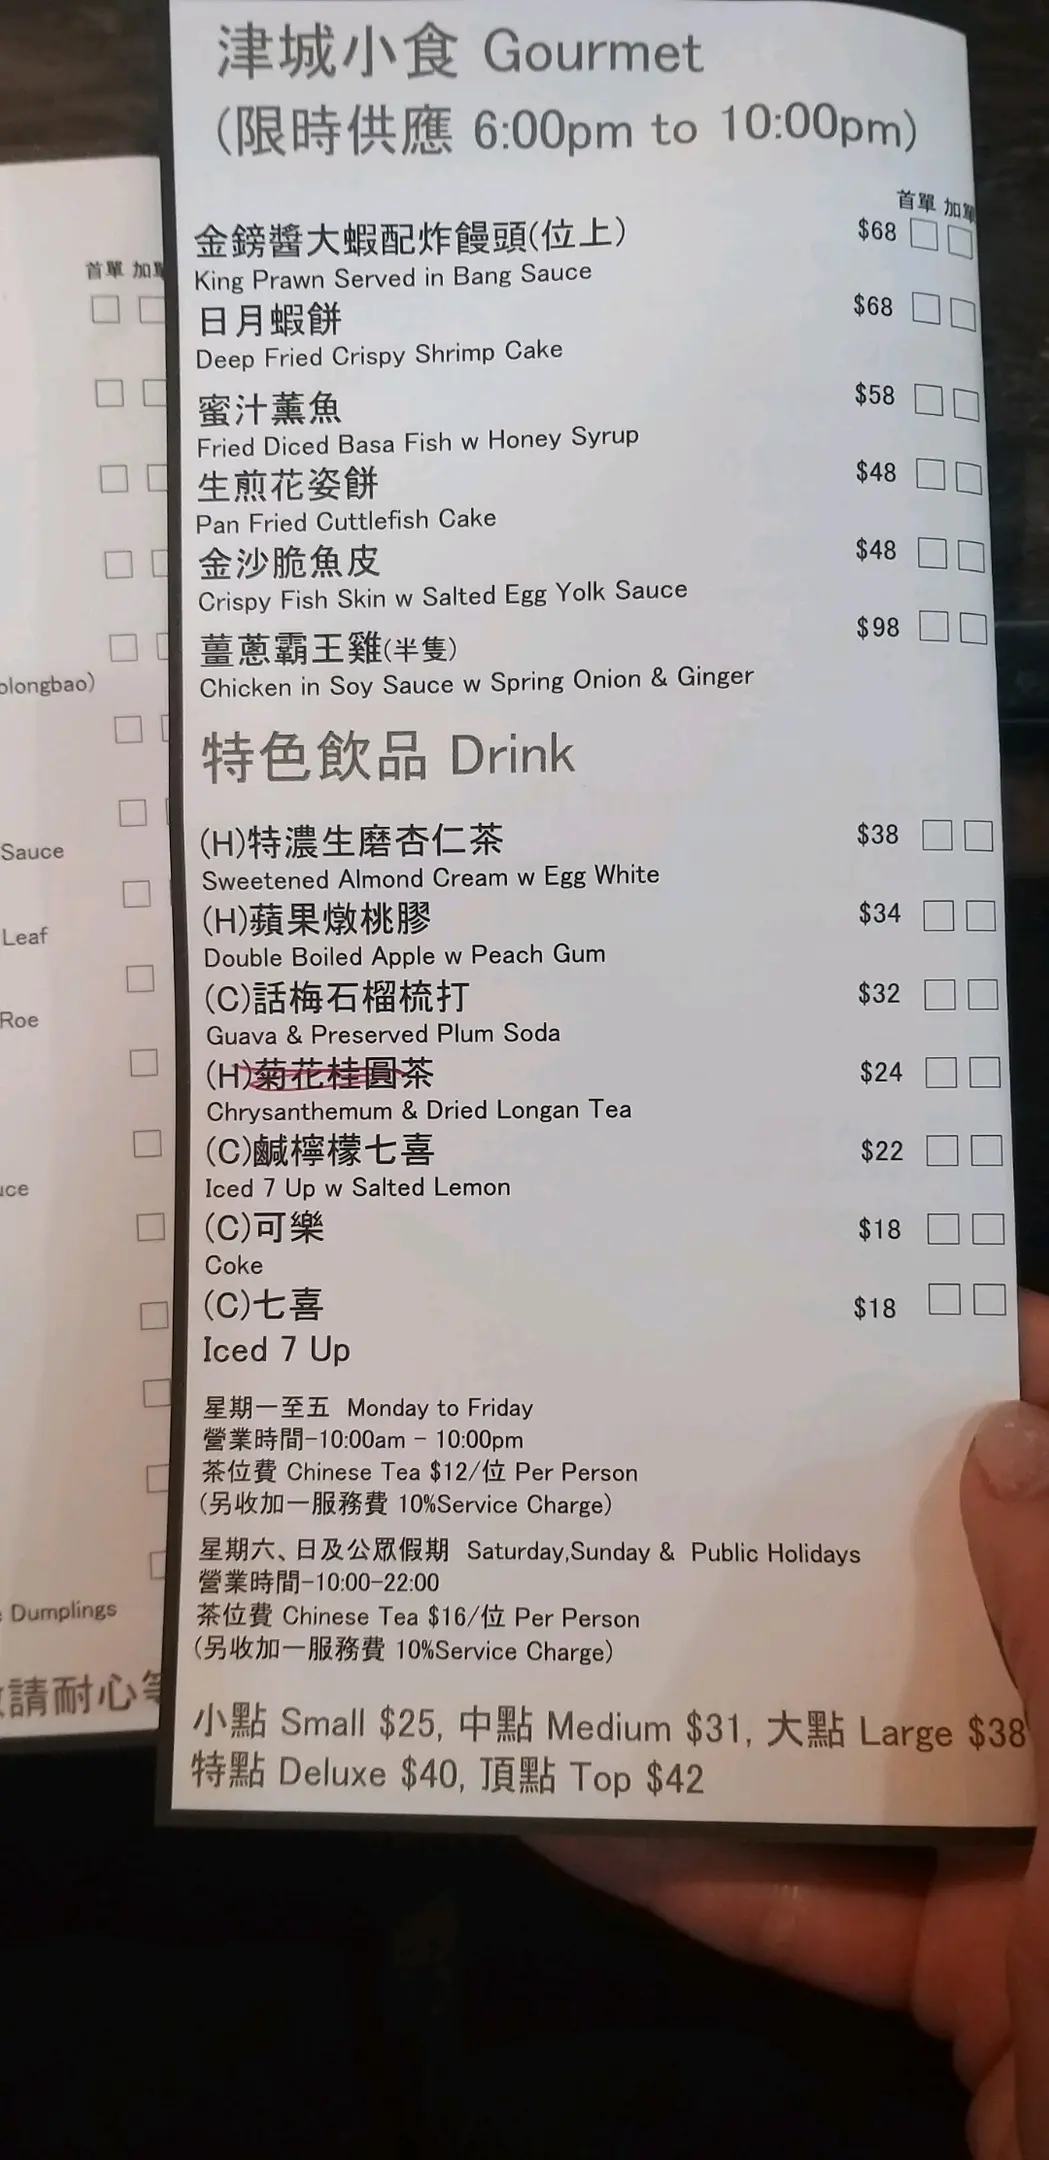 津城小食 Gourmet
(限時供應 6:00pm to 10:00pm)
首單 加單
金鎊醬大蝦配炸饅頭(位上) $68
King Prawn Served in Bang Sauce
日月蝦餅 $68
Deep Fried Crispy Shrimp Cake
蜜汁薰魚 $58
Fried Diced Basa Fish w Honey Syrup
生煎花姿餅 $48
Pan Fried Cuttlefish Cake
金沙脆魚皮 $48
Crispy Fish Skin w Salted Egg Yolk Sauce
薑蔥霸王雞(半隻) $98
Chicken in Soy Sauce w Spring Onion & Ginger
特色飲品 Drink
(H)特濃生磨杏仁茶 $38
Sweetened Almond Cream w Egg White
(H)蘋果燉桃膠 $34
Double Boiled Apple w Peach Gum
(C)話梅石榴梳打 $32
Guava & Preserved Plum Soda
(H)菊花桂圓茶 $24
Chrysanthemum & Dried Longan Tea
(C)鹹檸檬七喜 $22
Iced 7 Up w Salted Lemon
(C)可樂 $18
Coke
(C)七喜 $18
Iced 7 Up
星期一至五 Monday to Friday
營業時間-10:00am - 10:00pm
茶位費 Chinese Tea $12/位 Per Person
(另收加一服務費 10%Service Charge)
星期六、日及公眾假期 Saturday,Sunday & Public Holidays
營業時間-10:00-22:00
茶位費 Chinese Tea $16/位 Per Person
(另收加一服務費 10%Service Charge)
小點 Small $25, 中點 Medium $31, 大點 Large $38
特點 Deluxe $40, 頂點 Top $42
首單 加單
olongbao)
Sauce
Leaf
Roe
uce
Dumplings
請耐心等